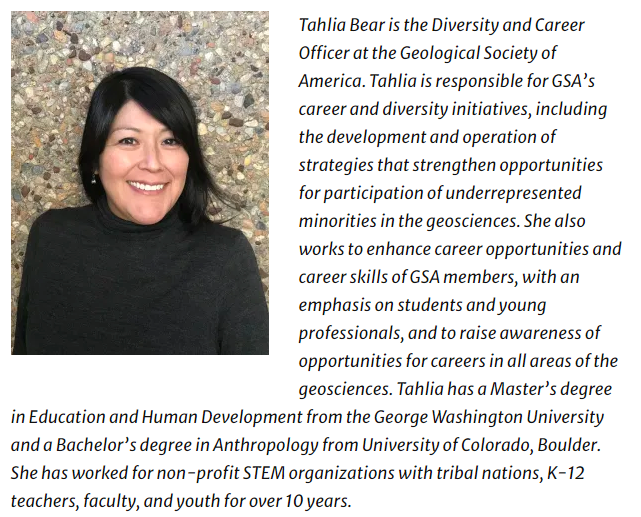 Tahlia Bear is the Diversity and Career
Officer at the Geological Society of
America. Tahlia is responsible for GSA’s
career and diversity initiatives, including
the development and operation of
strategies that strengthen opportunities
for participation of underrepresented
minorities in the geosciences. She also
works to enhance career opportunities and
career skills of GSA members, with an
emphasis on students and young
professionals, and to raise awareness of
opportunities for careers in all areas of the
geosciences. Tahlia has a Master’s degree
in Education and Human Development from the George Washington University
and a Bachelor’s degree in Anthropology from University of Colorado, Boulder.
She has worked for non-profit STEM organizations with tribal nations, K-12
teachers, faculty, and youth for over 10 years.